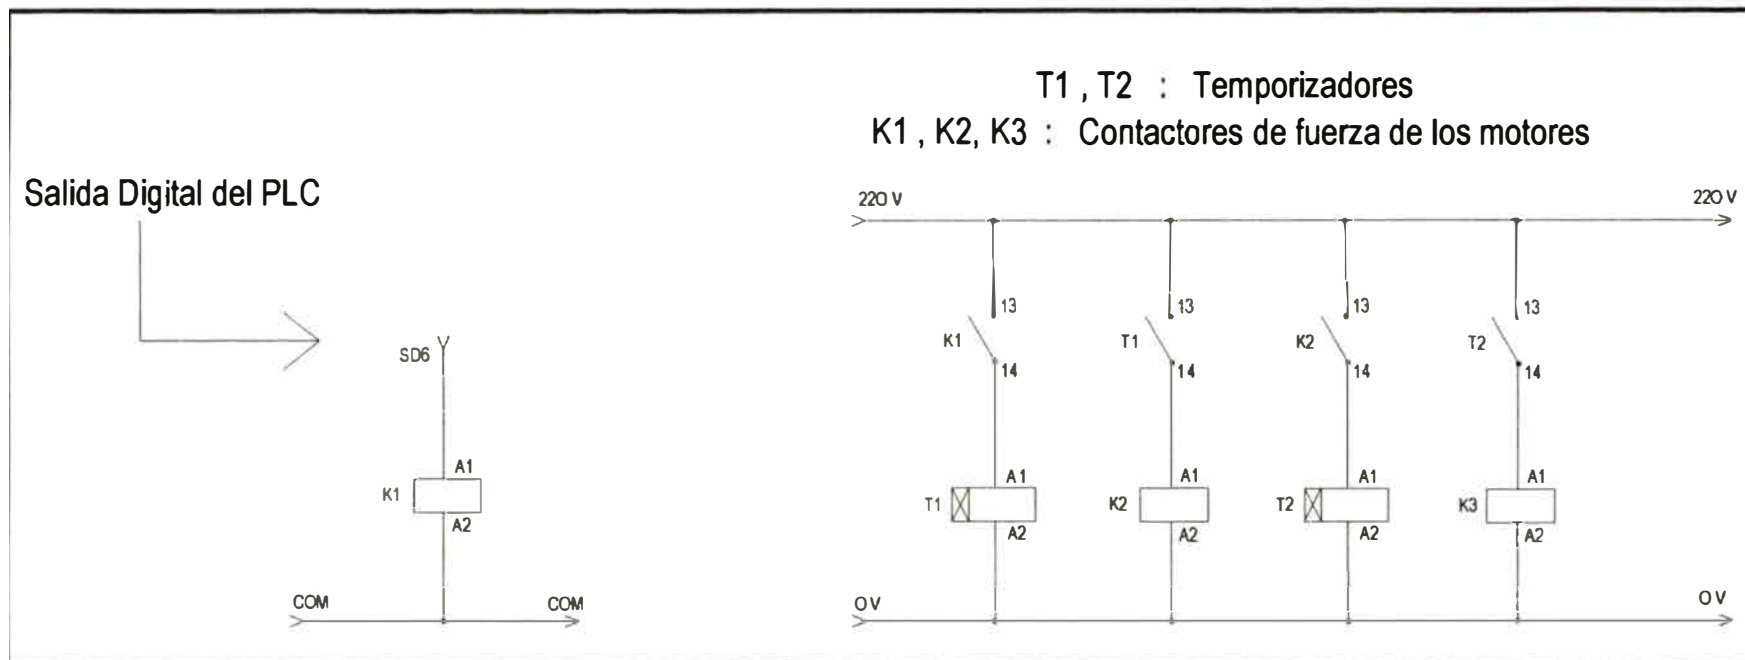 T1 , T2 : Temporizadores
K1 , K2, K3 : Contactores de fuerza de los motores
Salida Digital del PLC
220 V
220 V
13
13
13
13
K1
T1
K2
T2
14
14
14
14
SD6
A1
K1
A2
A1
A1
A1
A1
T1
K2
T2
K3
A2
A2
A2
A2
COM
COM
0 V
0 V